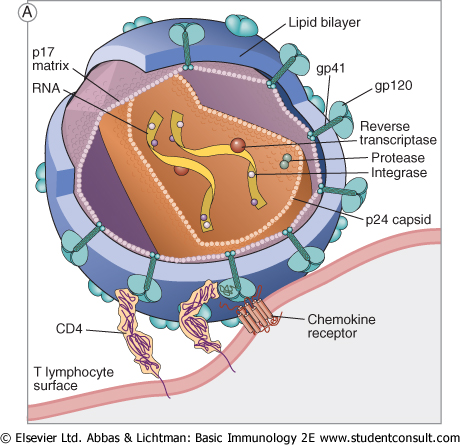 A
Lipid bilayer
p17
matrix
gp41
RNA
gp120
Reverse
transcriptase
Protease
Integrase
p24 capsid
CD4
Chemokine
receptor
T lymphocyte
surface
© Elsevier Ltd. Abbas & Lichtman: Basic Immunology 2E www.studentconsult.com